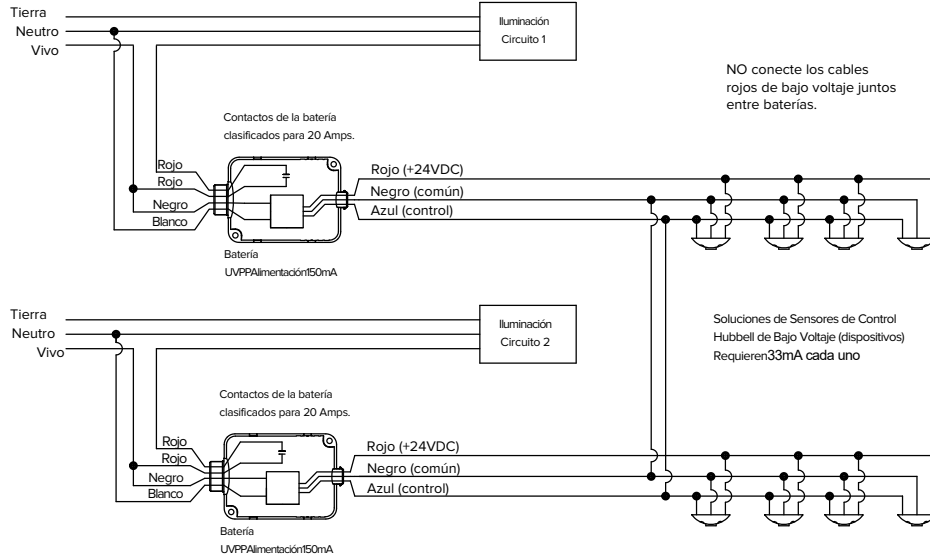 Tierra
Neutro
Vivo
Iluminación
Circuito 1
NO conecte los cables
rojos de bajo voltaje juntos
entre baterías.
Contactos de la batería
clasificados para 20 Amps.
Rojo
Rojo
Negro
Blanco
Rojo (+24VDC)
Negro (común)
Azul (control)
Batería
UVPPAlimentación150mA
Tierra
Neutro
Vivo
Iluminación
Circuito 2
Soluciones de Sensores de Control
Hubbell de Bajo Voltaje (dispositivos)
Requieren33mA cada uno
Contactos de la batería
clasificados para 20 Amps.
Rojo
Rojo
Negro
Blanco
Rojo (+24VDC)
Negro (común)
Azul (control)
Batería
UVPPAlimentación150mA